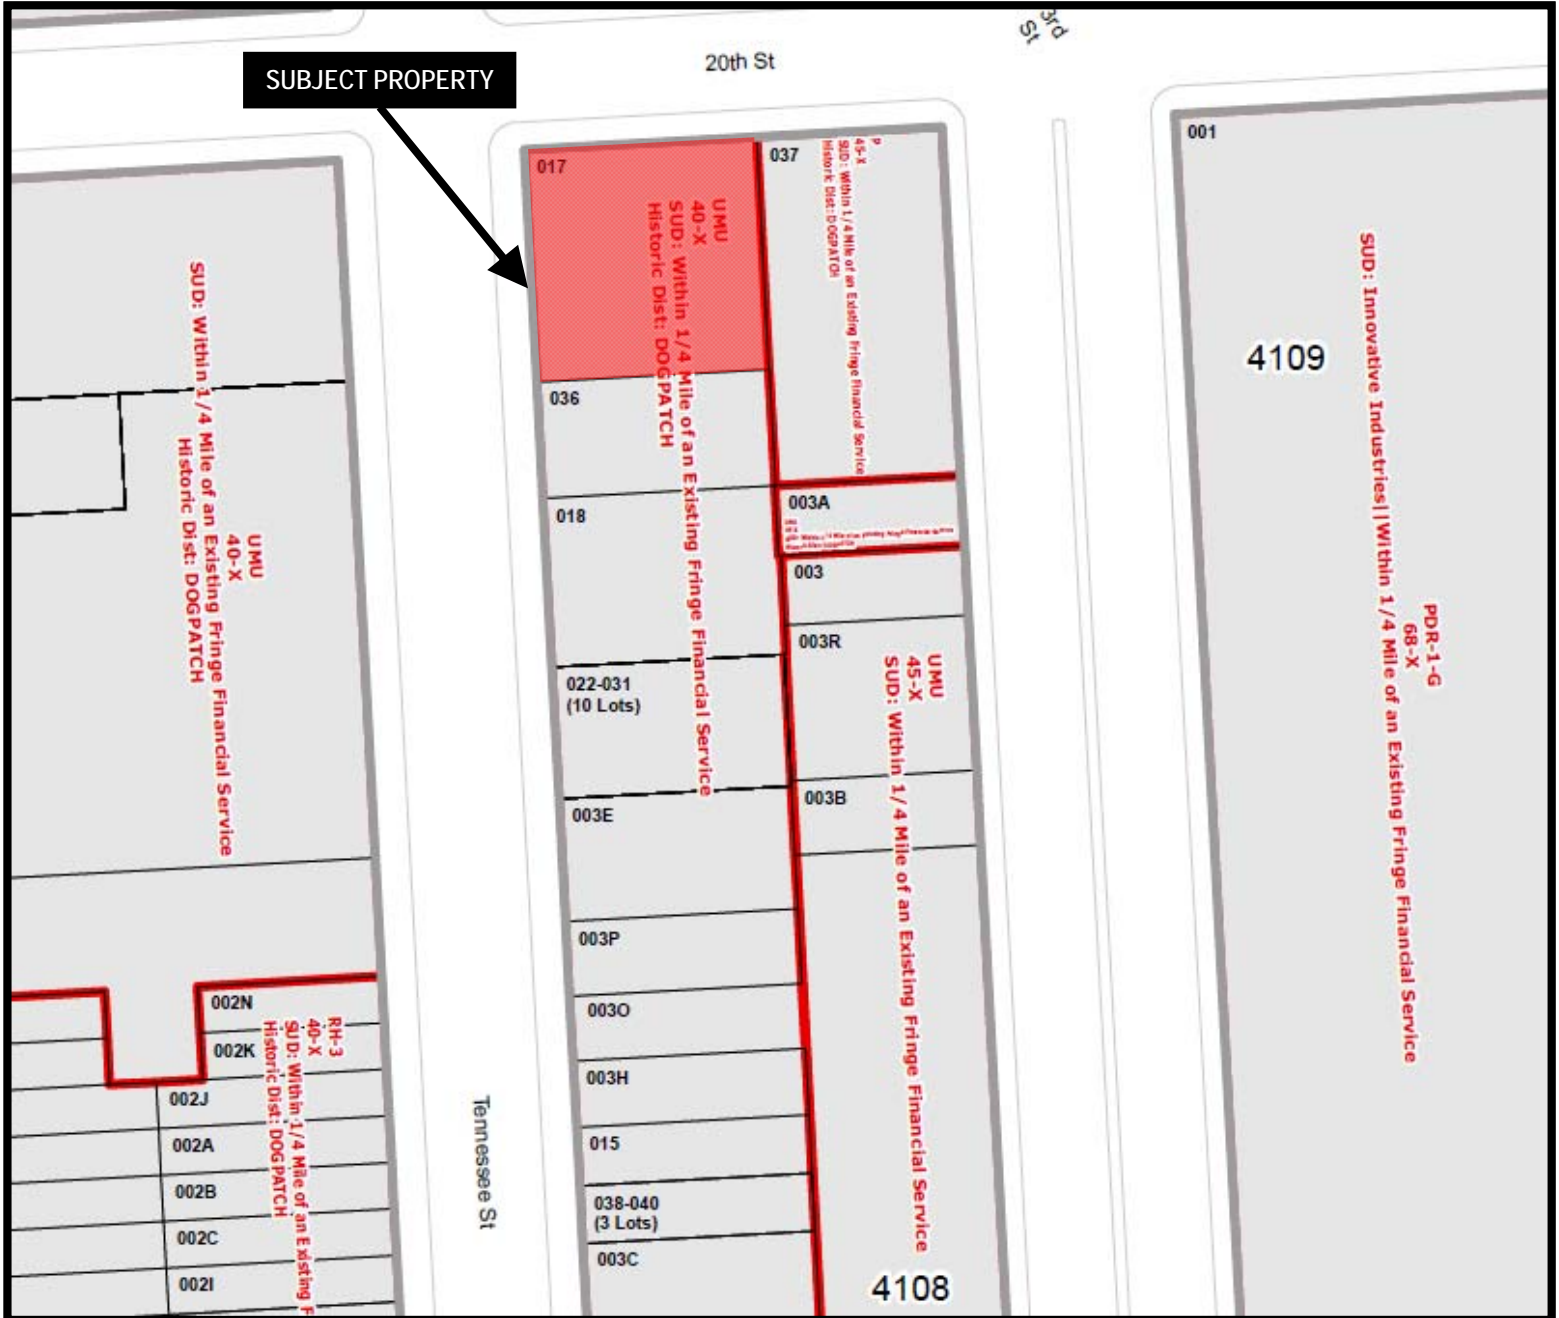 20th St
3rd
St
SUBJECT PROPERTY
001
017
037
P
45-X
SUD: Within 1/4 Mile of an Existing Fringe Financial Service
Historic Dist: DOGPATCH
UMU
40-X
SUD: Within 1/4 Mile of an Existing Fringe Financial Service
Historic Dist: DOGPATCH
4109
SUD: Innovative Industries||Within 1/4 Mile of an Existing Fringe Financial Service
PDR-1-G
68-X
036
018
003A
003
003R
UMU
45-X
SUD: Within 1/4 Mile of an Existing Fringe Financial Service
022-031
(10 Lots)
003E
003B
003P
003O
003H
015
038-040
(3 Lots)
003C
4108
Tennessee St
UMU
40-X
SUD: Within 1/4 Mile of an Existing Fringe Financial Service
Historic Dist: DOGPATCH
002N
002K
002J
002A
002B
002C
002I
RH-3
40-X
SUD: Within 1/4 Mile of an Existing F
Historic Dist: DOGPATCH